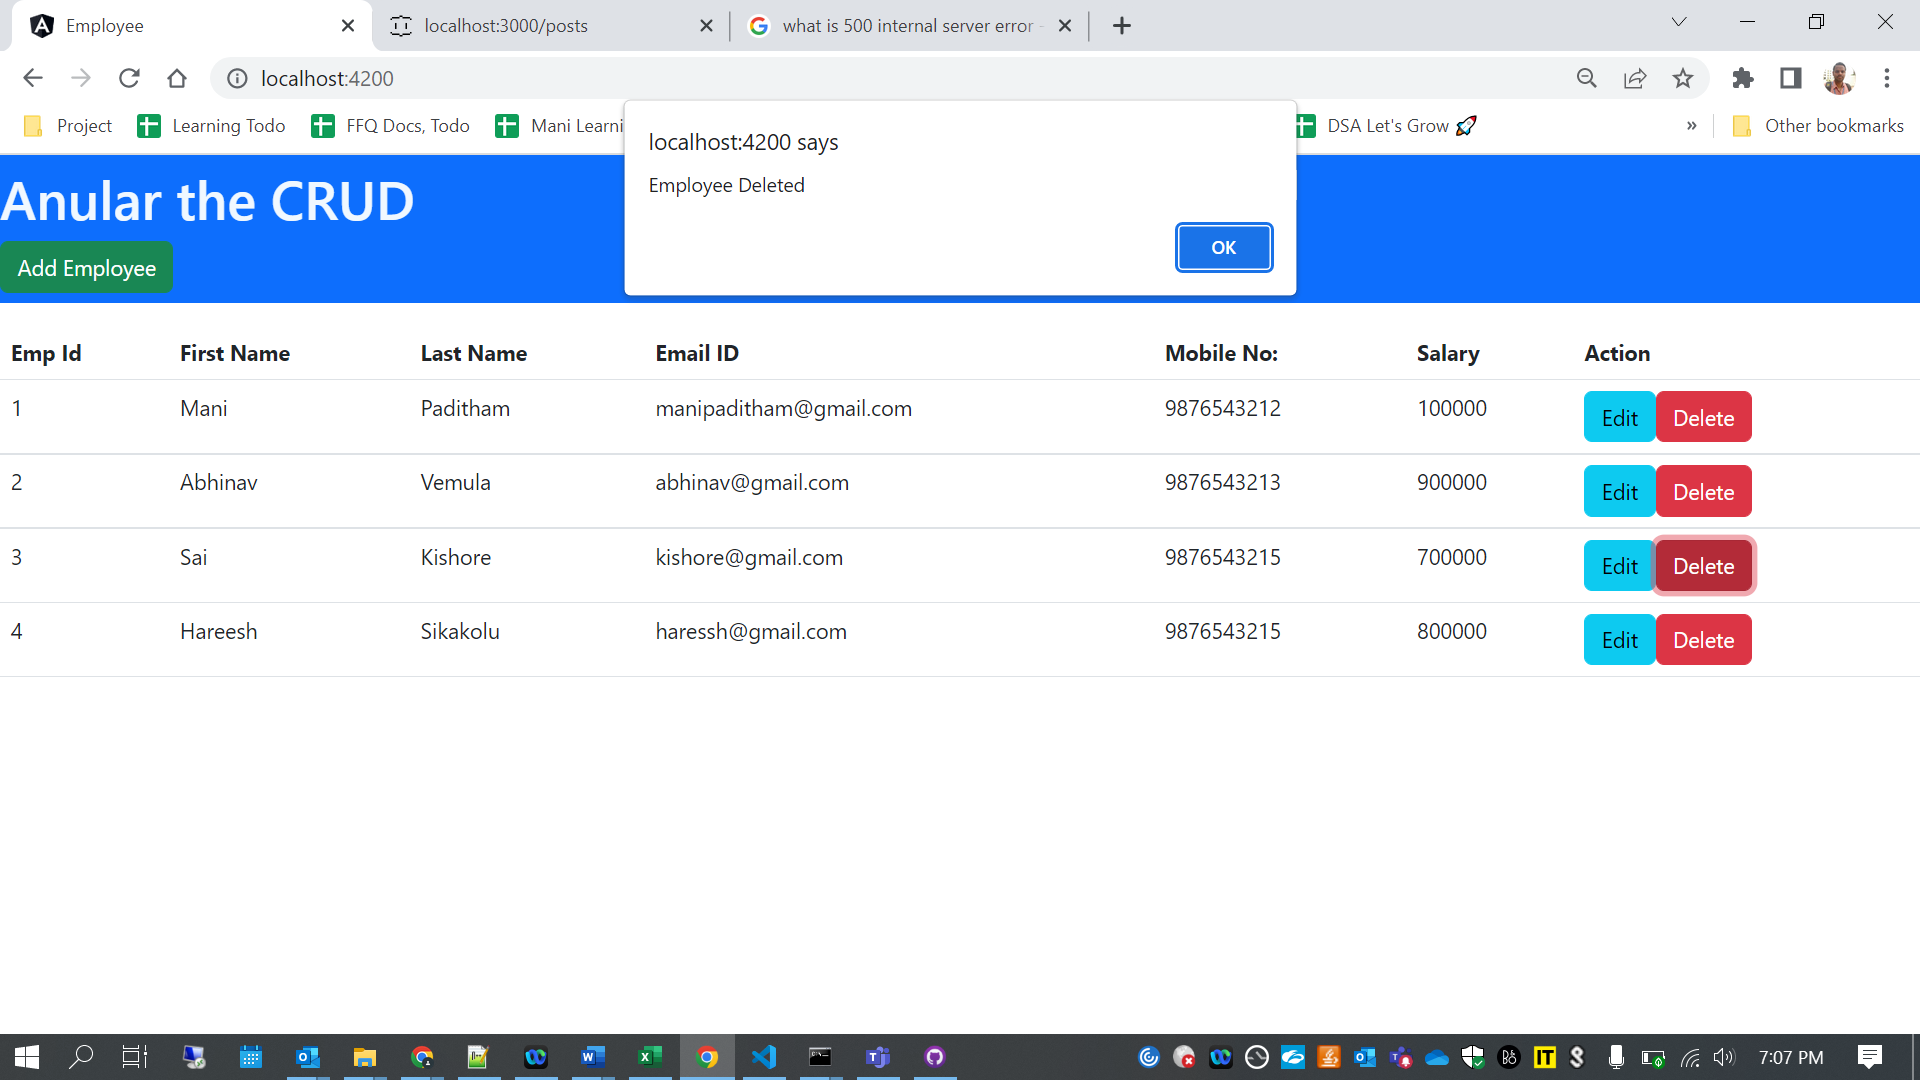 Employee
localhost:3000/posts
what is 500 internal server error -
localhost:4200
Project
Learning Todo
FFQ Docs, Todo
Mani Learni
DSA Let's Grow 🚀
»
Other bookmarks
localhost:4200 says
Employee Deleted
OK
Anular the CRUD
Add Employee
Emp Id First Name Last Name Email ID Mobile No: Salary Action
1 Mani Paditham manipaditham@gmail.com 9876543212 100000 Edit Delete
2 Abhinav Vemula abhinav@gmail.com 9876543213 900000 Edit Delete
3 Sai Kishore kishore@gmail.com 9876543215 700000 Edit Delete
4 Hareesh Sikakolu haressh@gmail.com 9876543215 800000 Edit Delete
IT
7:07 PM